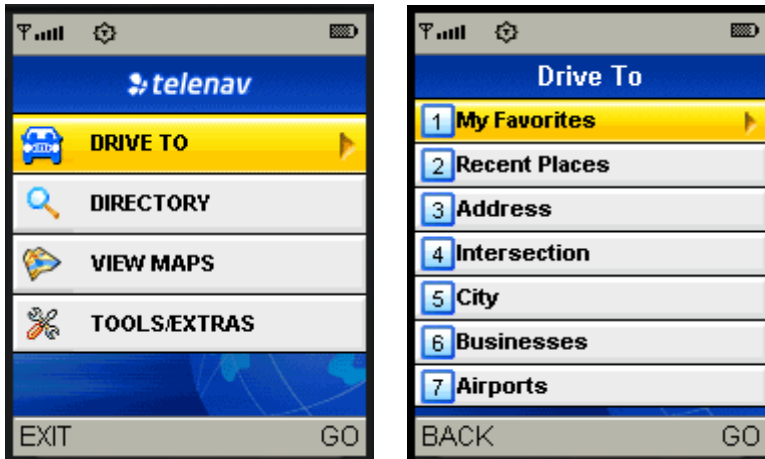 telenav
DRIVE TO
DIRECTORY
VIEW MAPS
TOOLS/EXTRAS
EXIT GO
Drive To
1 My Favorites
2 Recent Places
3 Address
4 Intersection
5 City
6 Businesses
7 Airports
BACK GO